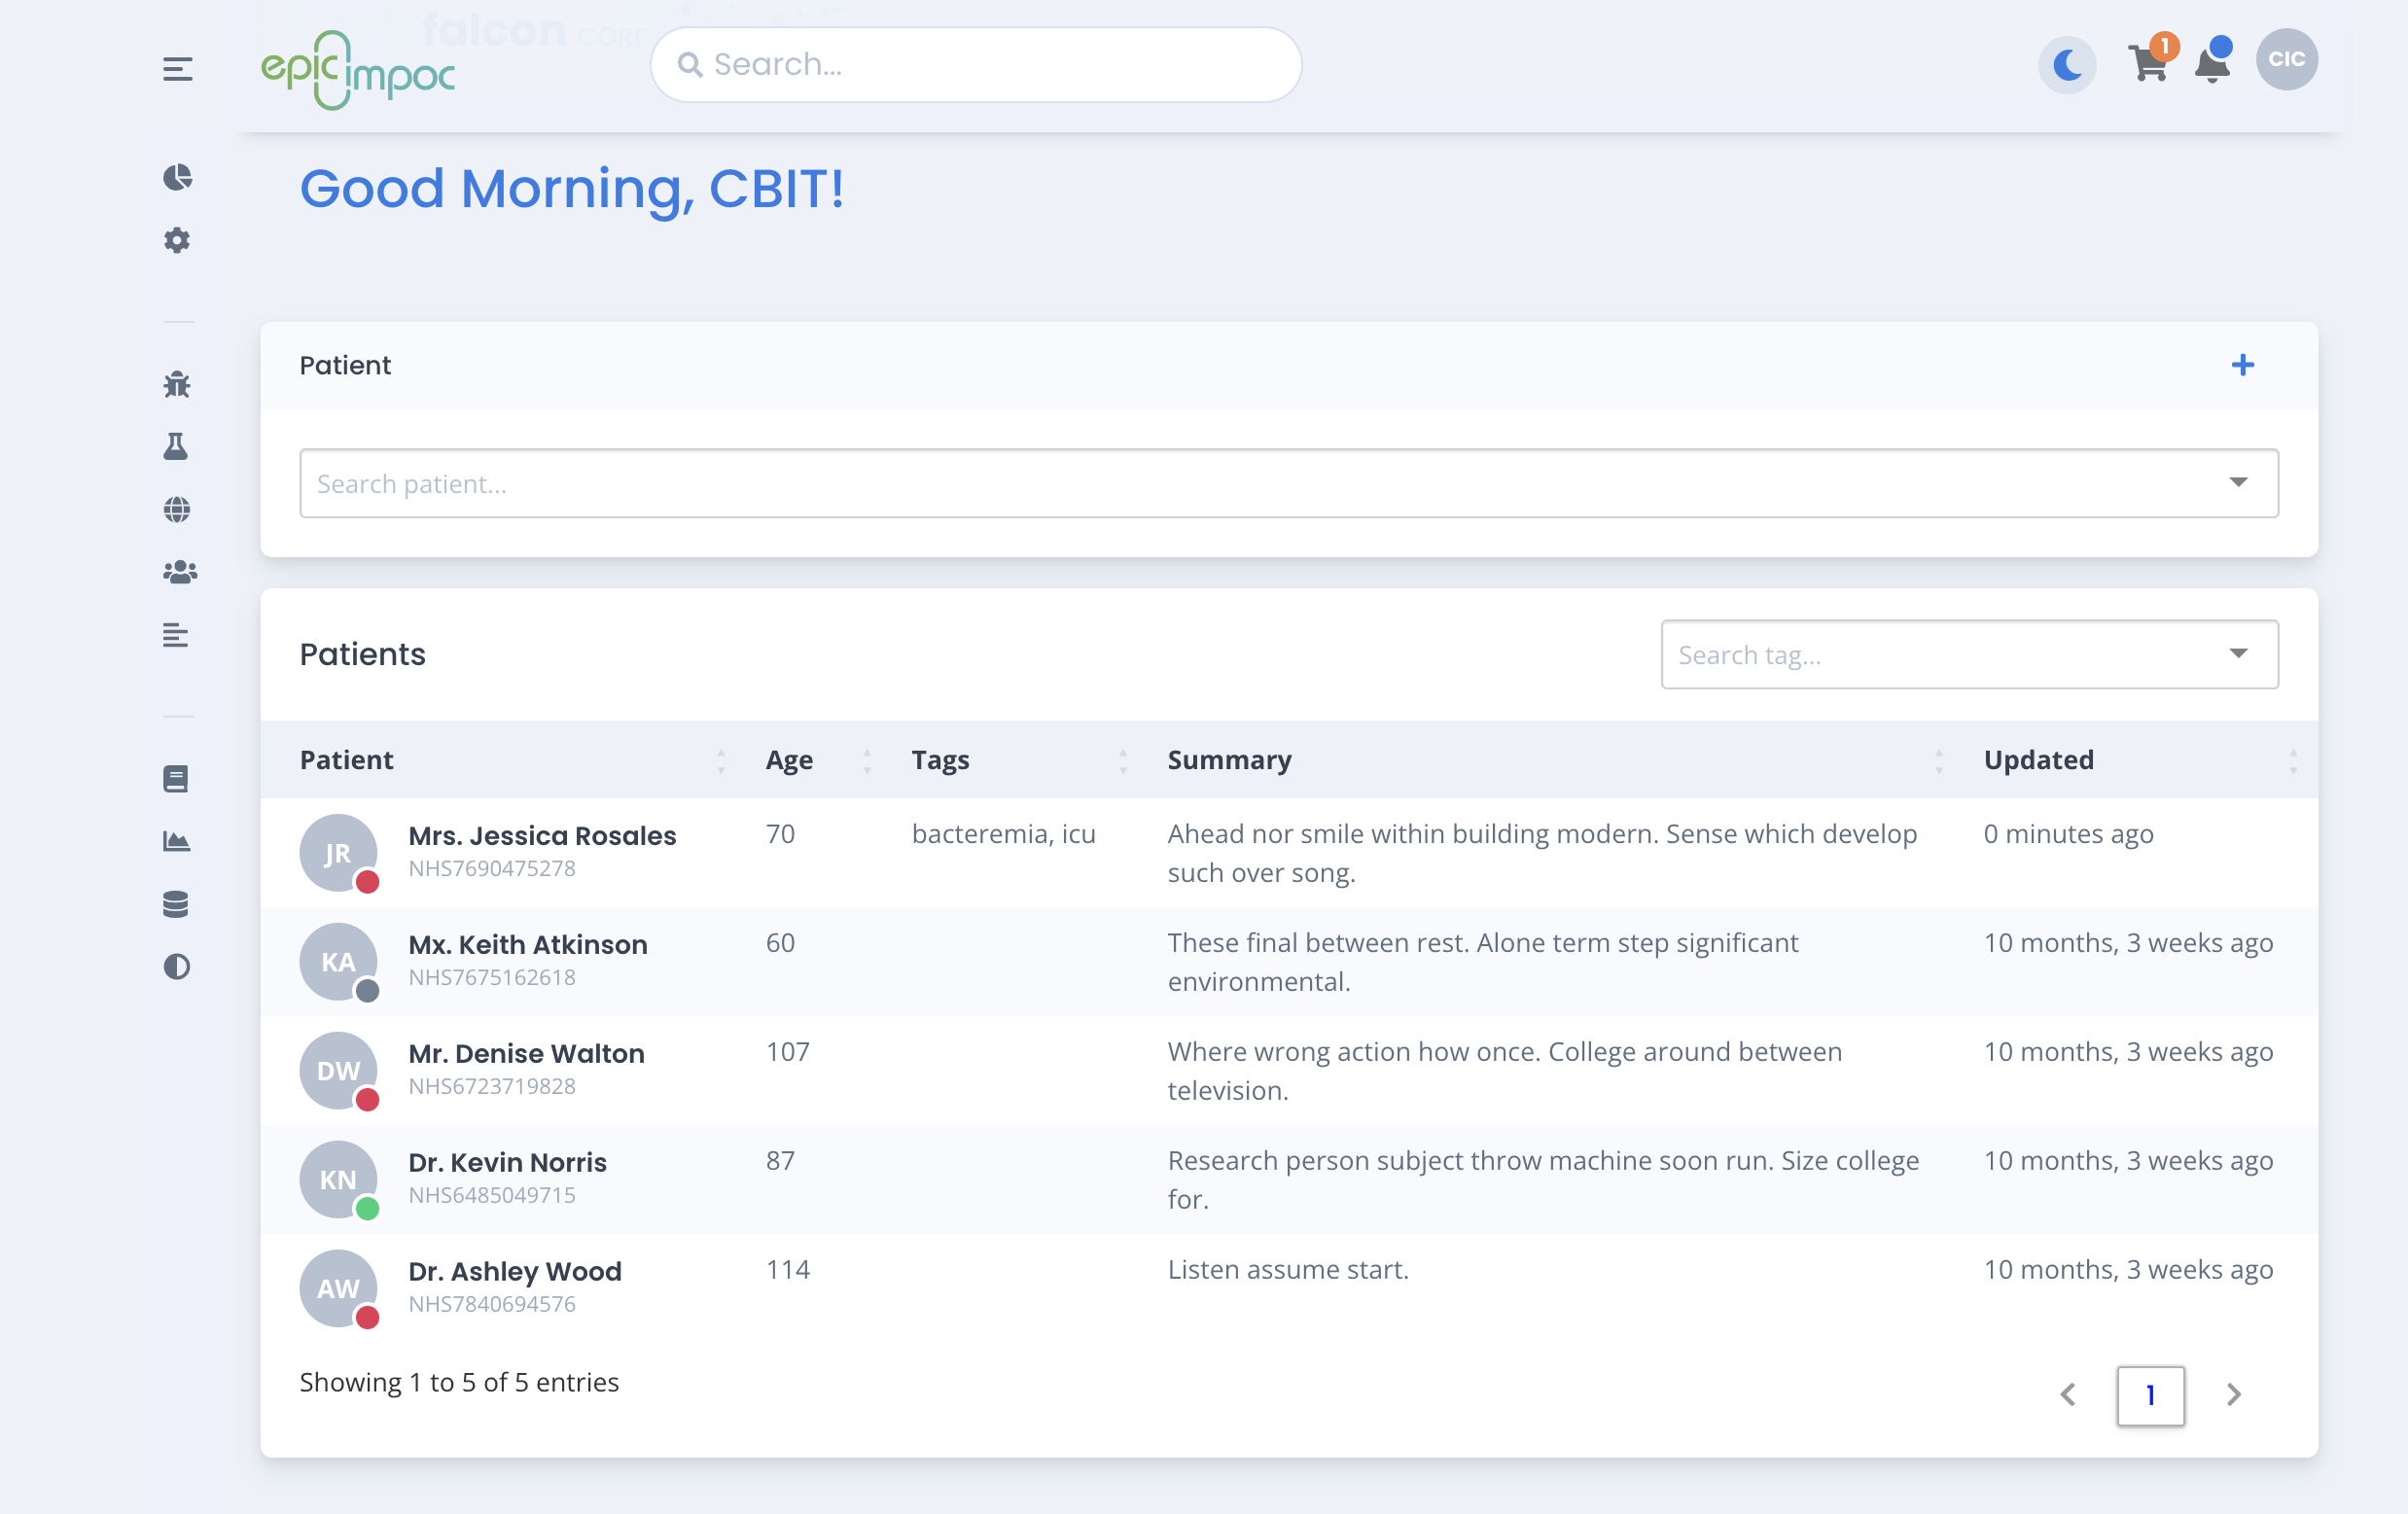 falcon CORE
epic impoc
Search...
1
CIC
Good Morning, CBIT!
Patient
Search patient...
Patients
Search tag...
Patient Age Tags Summary Updated
JR Mrs. Jessica Rosales 70 bacteremia, icu Ahead nor smile within building modern. Sense which develop 0 minutes ago
NHS7690475278 such over song.
KA Mx. Keith Atkinson 60 These final between rest. Alone term step significant 10 months, 3 weeks ago
NHS7675162618 environmental.
DW Mr. Denise Walton 107 Where wrong action how once. College around between 10 months, 3 weeks ago
NHS6723719828 television.
KN Dr. Kevin Norris 87 Research person subject throw machine soon run. Size college 10 months, 3 weeks ago
NHS6485049715 for.
AW Dr. Ashley Wood 114 Listen assume start. 10 months, 3 weeks ago
NHS7840694576
Showing 1 to 5 of 5 entries
1